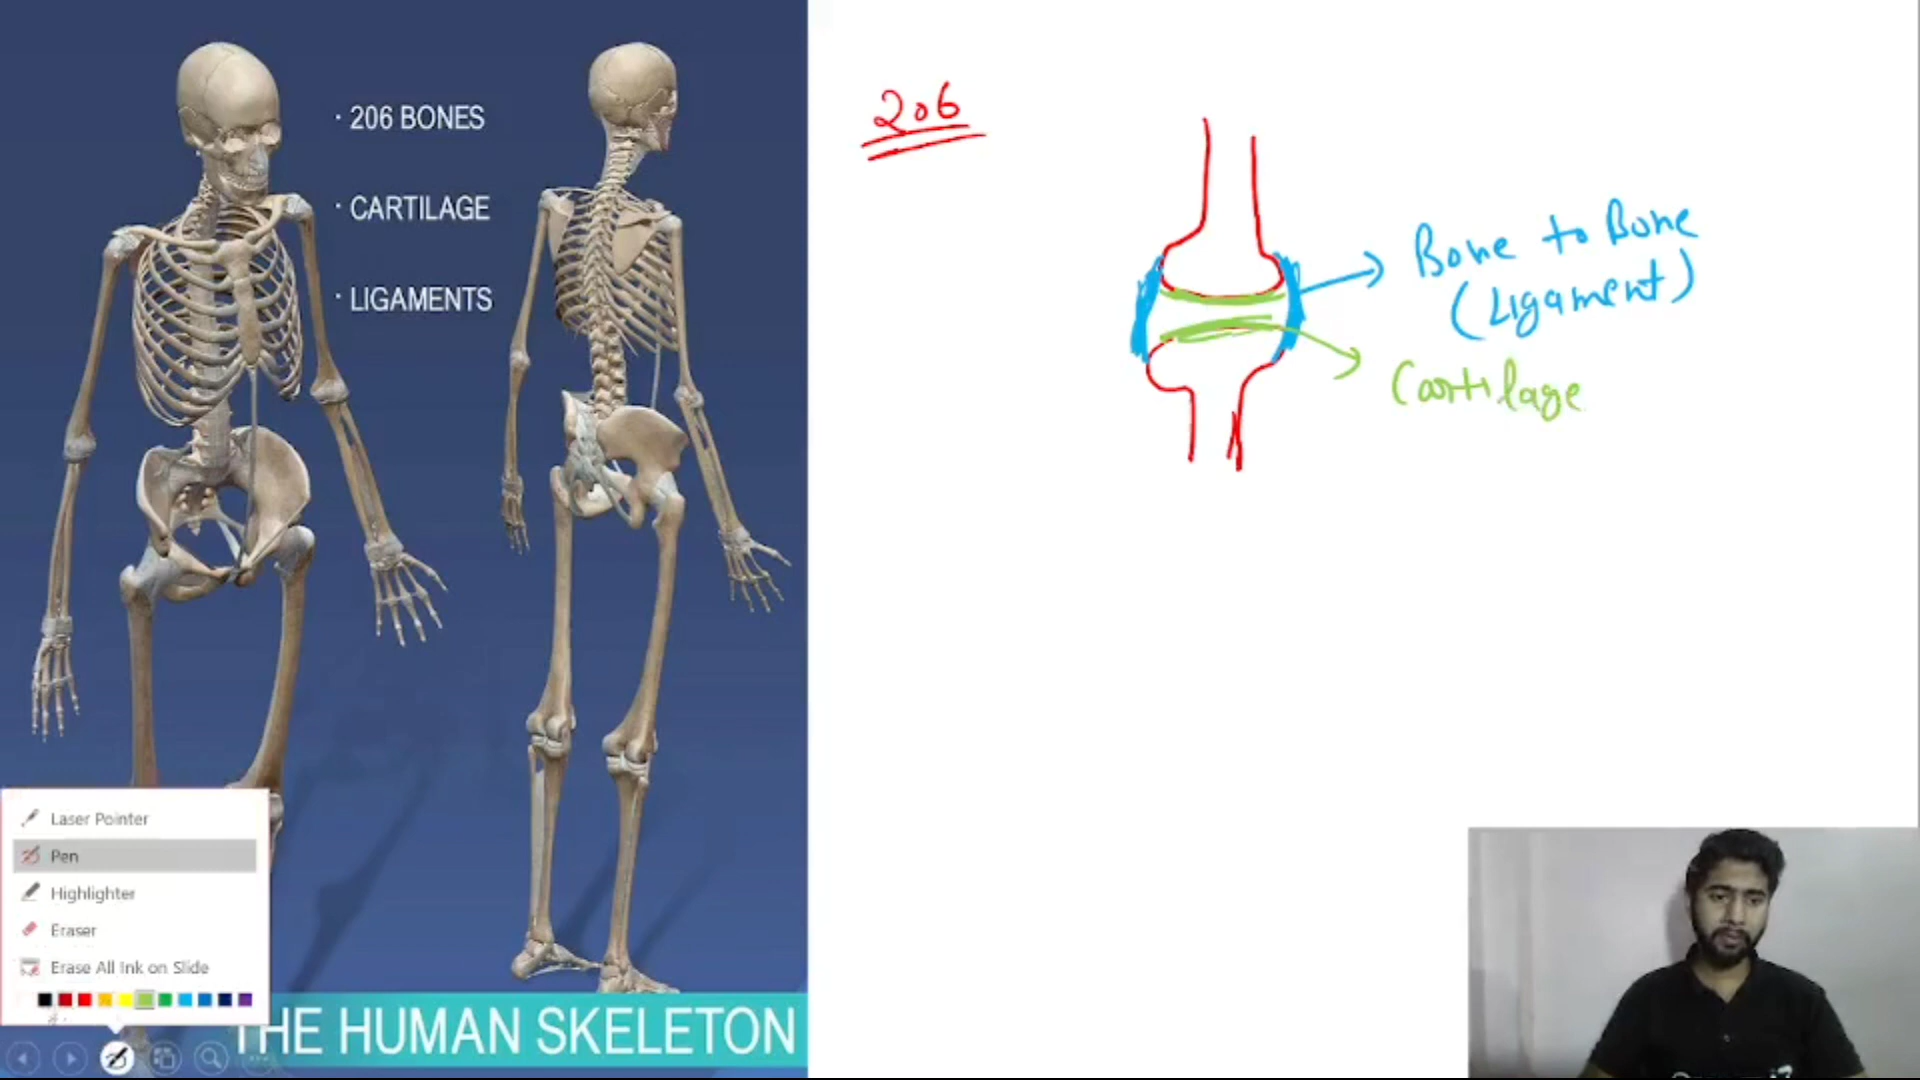 · 206 BONES
· CARTILAGE
· LIGAMENTS
206
Bone to Bone
(Ligament)
Cartilage
Laser Pointer
Pen
Highlighter
Eraser
Erase All Ink on Slide
THE HUMAN SKELETON